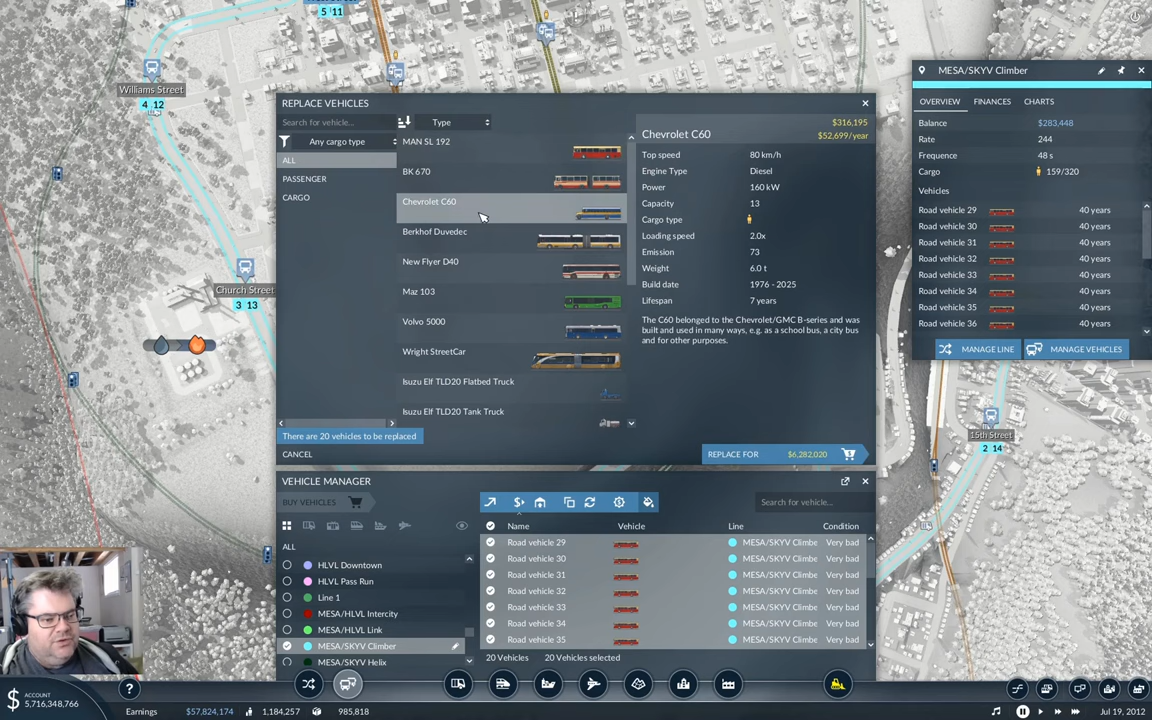 5 11
Williams Street
4 12
Church Street
3 13
15th Street
2 14
REPLACE VEHICLES
Search for vehicle...
Type
Any cargo type
ALL
PASSENGER
CARGO
MAN SL 192
BK 670
Chevrolet C60
Berkhof Duvedec
New Flyer D40
Maz 103
Volvo 5000
Wright StreetCar
Isuzu Elf TLD20 Flatbed Truck
Isuzu Elf TLD20 Tank Truck
$316,195
Chevrolet C60
$52,699/year
Top speed 80 km/h
Engine Type Diesel
Power 160 kW
Capacity 13
Cargo type
Loading speed 2.0x
Emission 73
Weight 6.0 t
Build date 1976 - 2025
Lifespan 7 years
The C60 belonged to the Chevrolet/GMC B-series and was
built and used in many ways, e.g. as a school bus, a city bus
and for other purposes.
There are 20 vehicles to be replaced
CANCEL
REPLACE FOR $6,282,020
MESA/SKYV Climber
OVERVIEW FINANCES CHARTS
Balance $283,448
Rate 244
Frequence 48 s
Cargo 159/320
Vehicles
Road vehicle 29 40 years
Road vehicle 30 40 years
Road vehicle 31 40 years
Road vehicle 32 40 years
Road vehicle 33 40 years
Road vehicle 34 40 years
Road vehicle 35 40 years
Road vehicle 36 40 years
MANAGE LINE MANAGE VEHICLES
VEHICLE MANAGER
BUY VEHICLES
Search for vehicle...
ALL
HLVL Downtown
HLVL Pass Run
Line 1
MESA/HLVL Intercity
MESA/HLVL Link
MESA/SKYV Climber
MESA/SKYV Helix
Name Vehicle Line Condition
Road vehicle 29 MESA/SKYV Climbe Very bad
Road vehicle 30 MESA/SKYV Climbe Very bad
Road vehicle 31 MESA/SKYV Climbe Very bad
Road vehicle 32 MESA/SKYV Climbe Very bad
Road vehicle 33 MESA/SKYV Climbe Very bad
Road vehicle 34 MESA/SKYV Climbe Very bad
Road vehicle 35 MESA/SKYV Climbe Very bad
20 Vehicles 20 Vehicles selected
ACCOUNT
5,716,348,766
Earnings $57,824,174 1,184,257 985,818
Jul 19, 2012